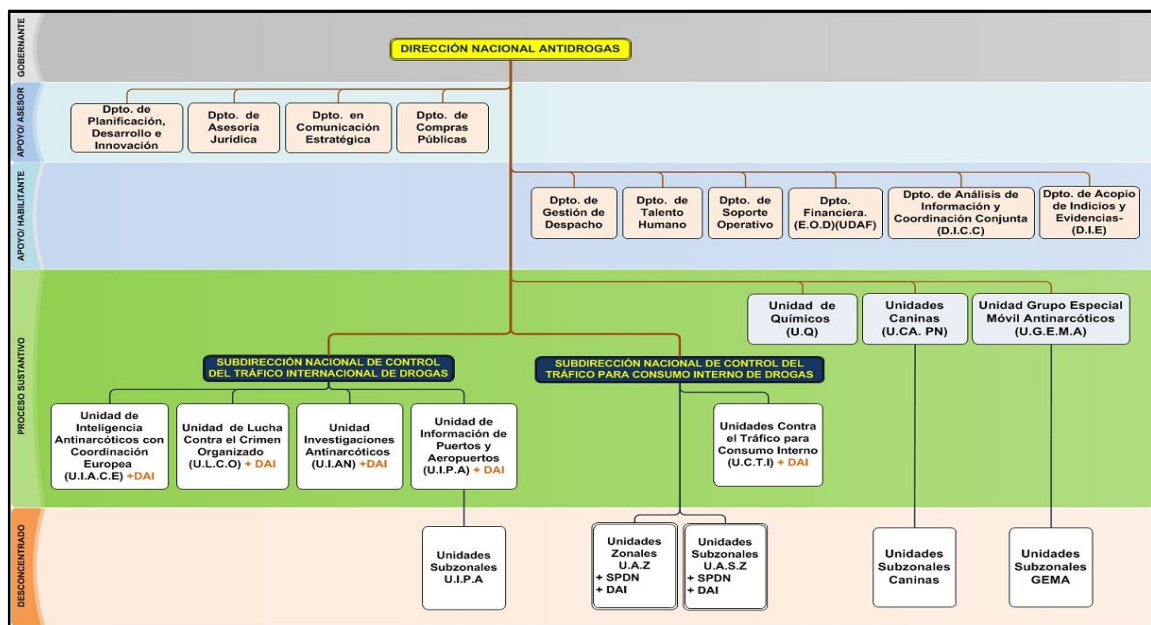 GOBERNANTE
DIRECCIÓN NACIONAL ANTIDROGAS
APOYO/ ASESOR
Dpto. de
Planificación,
Desarrollo e
Innovación
Dpto. de
Asesoría
Jurídica
Dpto. en
Comunicación
Estratégica
Dpto. de
Compras
Públicas
APOYO/ HABILITANTE
Dpto. de
Gestión de
Despacho
Dpto. de
Talento
Humano
Dpto. de
Soporte
Operativo
Dpto.
Financiera.
(E.O.D)(UDAF)
Dpto. de Análisis de
Información y
Coordinación Conjunta
(D.I.C.C)
Dpto. de Acopio
de Indicios y
Evidencias-
(D.I.E)
PROCESO SUSTANTIVO
Unidad de
Químicos
(U.Q)
Unidades
Caninas
(U.CA. PN)
Unidad Grupo Especial
Móvil Antinarcóticos
(U.G.E.M.A)
SUBDIRECCIÓN NACIONAL DE CONTROL
DEL TRÁFICO INTERNACIONAL DE DROGAS
SUBDIRECCIÓN NACIONAL DE CONTROL DEL
TRÁFICO PARA CONSUMO INTERNO DE DROGAS
Unidad de
Inteligencia
Antinarcóticos con
Coordinación
Europea
(U.I.A.C.E) +DAI
Unidad de Lucha
Contra el Crimen
Organizado
(U.L.C.O) + DAI
Unidad
Investigaciones
Antinarcóticos
(U.I.AN) +DAI
Unidad de
Información de
Puertos y
Aeropuertos
(U.I.P.A) + DAI
Unidades Contra
el Tráfico para
Consumo Interno
(U.C.T.I) + DAI
DESCONCENTRADO
Unidades
Subzonales
U.I.P.A
Unidades
Zonales
U.A.Z
+ SPDN
+ DAI
Unidades
Subzonales
U.A.S.Z
+ SPDN
+ DAI
Unidades
Subzonales
Caninas
Unidades
Subzonales
GEMA